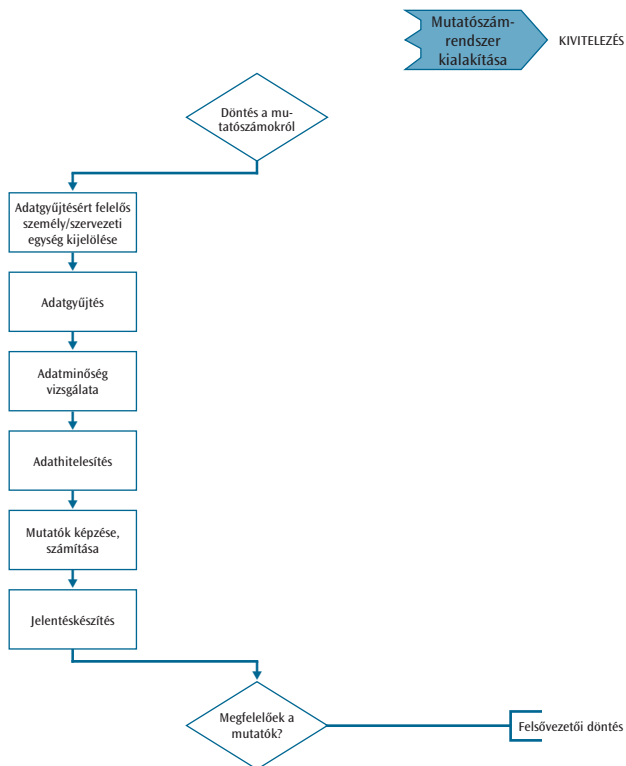 Mutatószám-
rendszer
kialakítása
KIVITELEZÉS
Döntés a mu-
tatószámokról
Adatgyűjtésért felelős
személy/szervezeti
egység kijelölése
Adatgyűjtés
Adatminőség
vizsgálata
Adathitelesítés
Mutatók képzése,
számítása
Jelentéskészítés
Megfelelőek a
mutatók?
Felsővezetői döntés